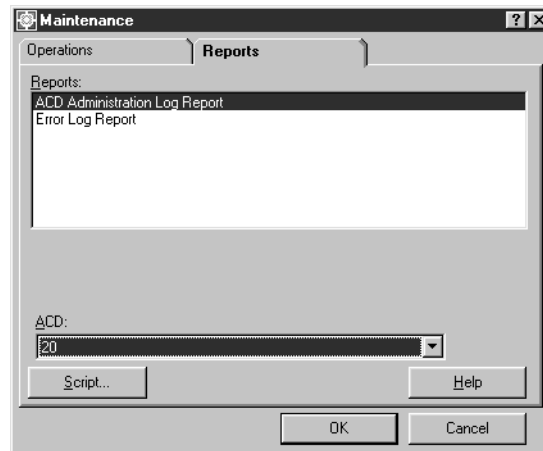 Maintenance
Operations
Reports
Reports:
ACD Administration Log Report
Error Log Report
ACD:
20
Script...
Help
OK
Cancel